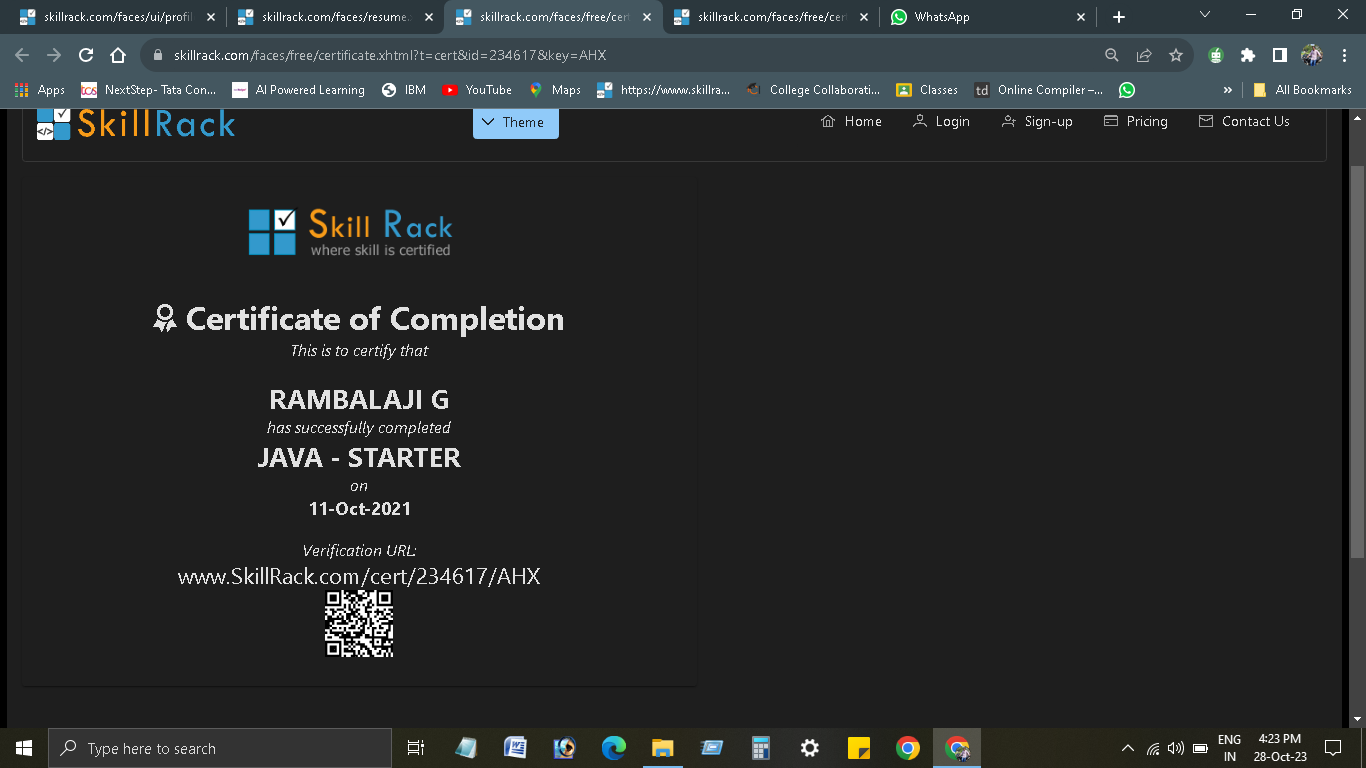 skillrack.com/faces/ui/profil
skillrack.com/faces/resume.
skillrack.com/faces/free/cert
skillrack.com/faces/free/cert
WhatsApp
skillrack.com/faces/free/certificate.xhtml?t=cert&id=234617&key=AHX
Apps
tcs NextStep- Tata Con...
AI Powered Learning
IBM
YouTube
Maps
https://www.skillra...
College Collaborati...
Classes
td Online Compiler –...
»
All Bookmarks
</> SkillRack
Theme
Home
Login
Sign-up
Pricing
Contact Us
Skill Rack
where skill is certified
Certificate of Completion
This is to certify that
RAMBALAJI G
has successfully completed
JAVA - STARTER
on
11-Oct-2021
Verification URL:
www.SkillRack.com/cert/234617/AHX
Type here to search
ENG
IN
4:23 PM
28-Oct-23